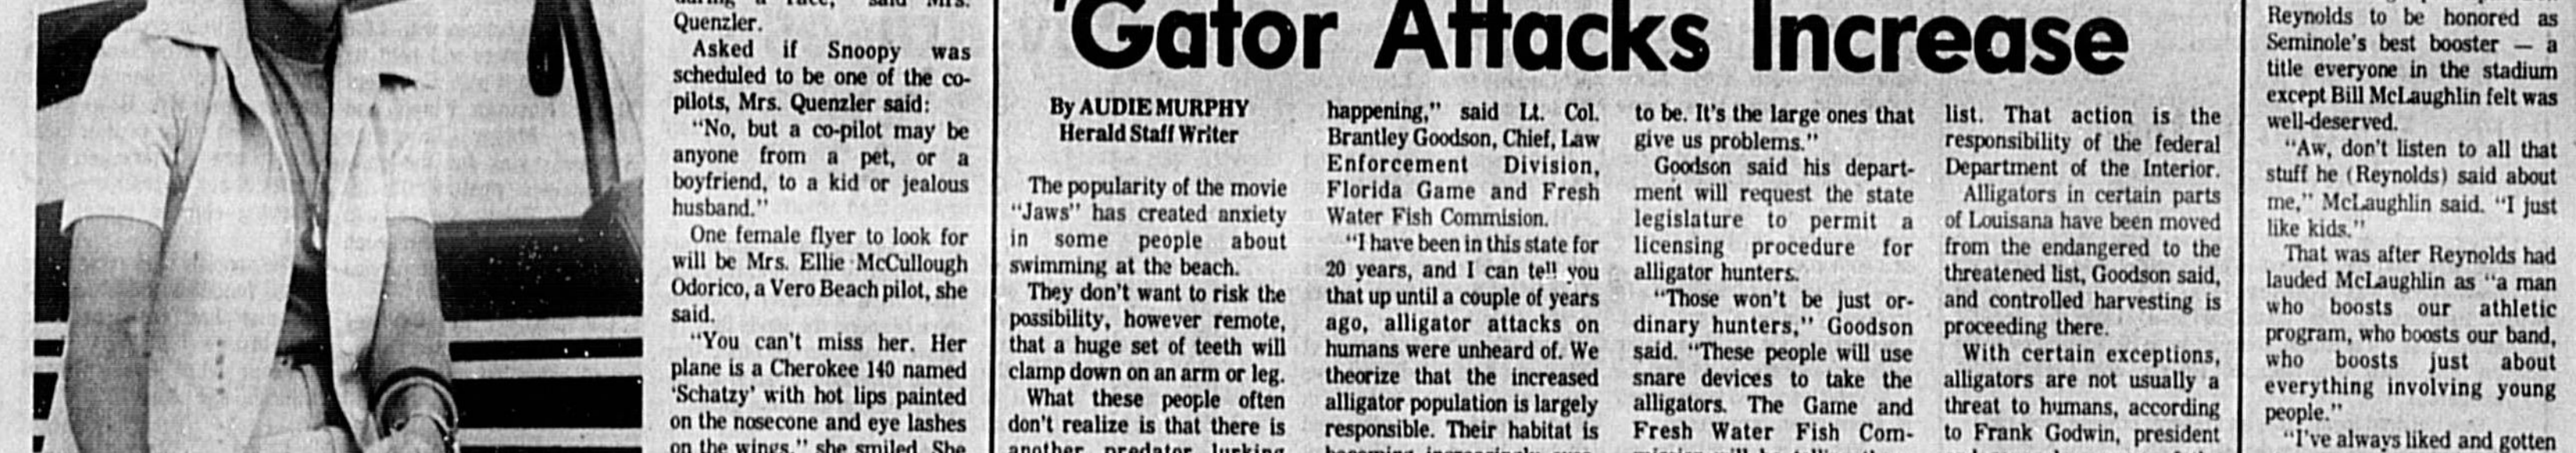 Quenzler.
Asked if Snoopy was
scheduled to be one of the co-
pilots, Mrs. Quenzler said:
"No, but a co-pilot may be
anyone from a pet, or a
boyfriend, to a kid or jealous
husband."
One female flyer to look for
will be Mrs. Ellie McCullough
Odorico, a Vero Beach pilot, she
said.
"You can't miss her. Her
plane is a Cherokee 140 named
'Schatzy' with hot lips painted
on the nosecone and eye lashes
on the wings," she smiled. She
'Gator Attacks Increase
By AUDIE MURPHY
Herald Staff Writer
The popularity of the movie
"Jaws" has created anxiety
in some people about
swimming at the beach.
They don't want to risk the
possibility, however remote,
that a huge set of teeth will
clamp down on an arm or leg.
What these people often
don't realize is that there is
another predator lurking
happening," said Lt. Col.
Brantley Goodson, Chief, Law
Enforcement Division,
Florida Game and Fresh
Water Fish Commision.
"I have been in this state for
20 years, and I can tell you
that up until a couple of years
ago, alligator attacks on
humans were unheard of. We
theorize that the increased
alligator population is largely
responsible. Their habitat is
to be. It's the large ones that
give us problems."
Goodson said his depart-
ment will request the state
legislature to permit a
licensing procedure for
alligator hunters.
"Those won't be just or-
dinary hunters," Goodson
said. "These people will use
snare devices to take the
alligators. The Game and
Fresh Water Fish Com-
list. That action is the
responsibility of the federal
Department of the Interior.
Alligators in certain parts
of Louisana have been moved
from the endangered to the
threatened list, Goodson said,
and controlled harvesting is
proceeding there.
With certain exceptions,
alligators are not usually a
threat to humans, according
to Frank Godwin, president
Reynolds to be honored as
Seminole's best booster — a
title everyone in the stadium
except Bill McLaughlin felt was
well-deserved.
"Aw, don't listen to all that
stuff he (Reynolds) said about
me," McLaughlin said. "I just
like kids."
That was after Reynolds had
lauded McLaughlin as "a man
who boosts our athletic
program, who boosts our band,
who boosts just about
everything involving young
people."
"I've always liked and gotten